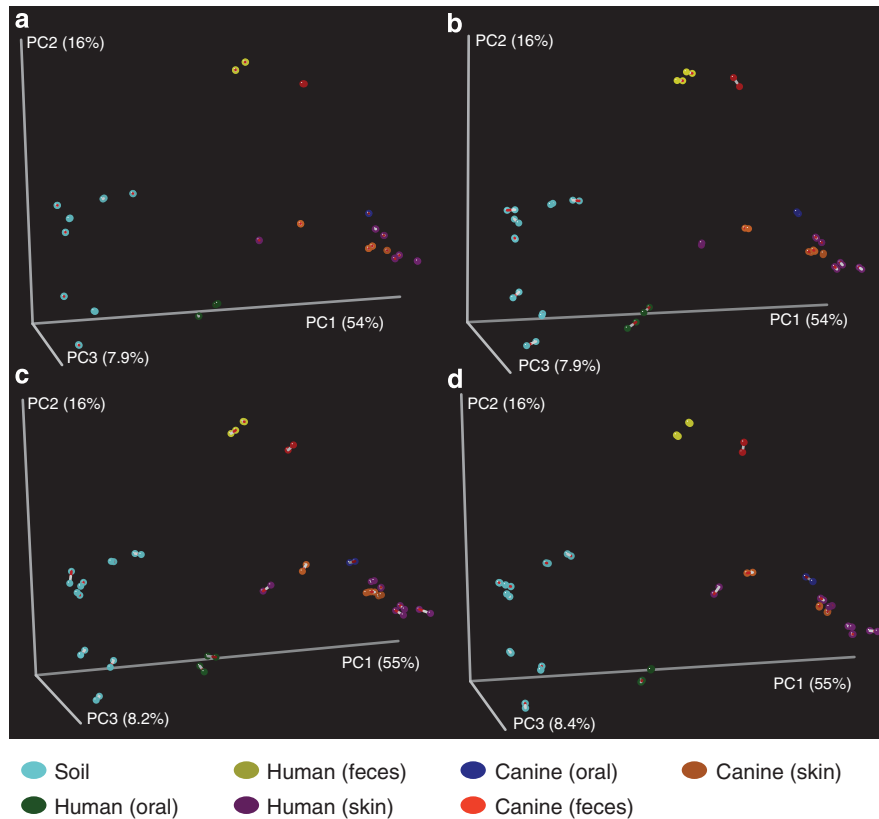 a
PC2 (16%)
PC1 (54%)
PC3 (7.9%)
b
PC2 (16%)
PC1 (54%)
PC3 (7.9%)
c
PC2 (16%)
PC1 (55%)
PC3 (8.2%)
d
PC2 (16%)
PC1 (55%)
PC3 (8.4%)
Soil
Human (feces)
Canine (oral)
Canine (skin)
Human (oral)
Human (skin)
Canine (feces)